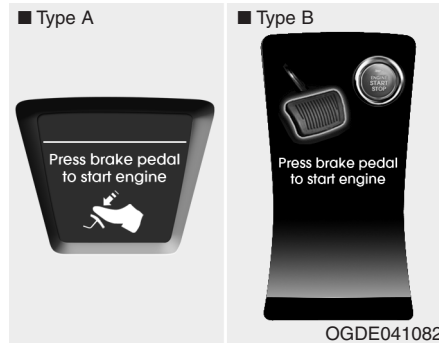 ■ Type A
Press brake pedal
to start engine
■ Type B
ENGINE
START
STOP
Press brake pedal
to start engine
OGDE041082